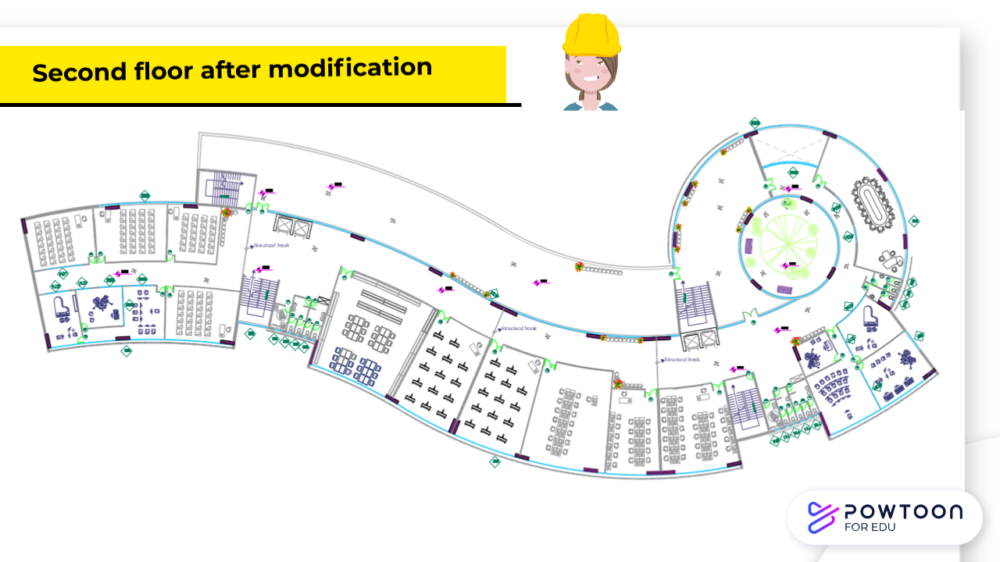 Second floor after modification
Structural break
Structural break
Structural break
POWTOON
FOR EDU